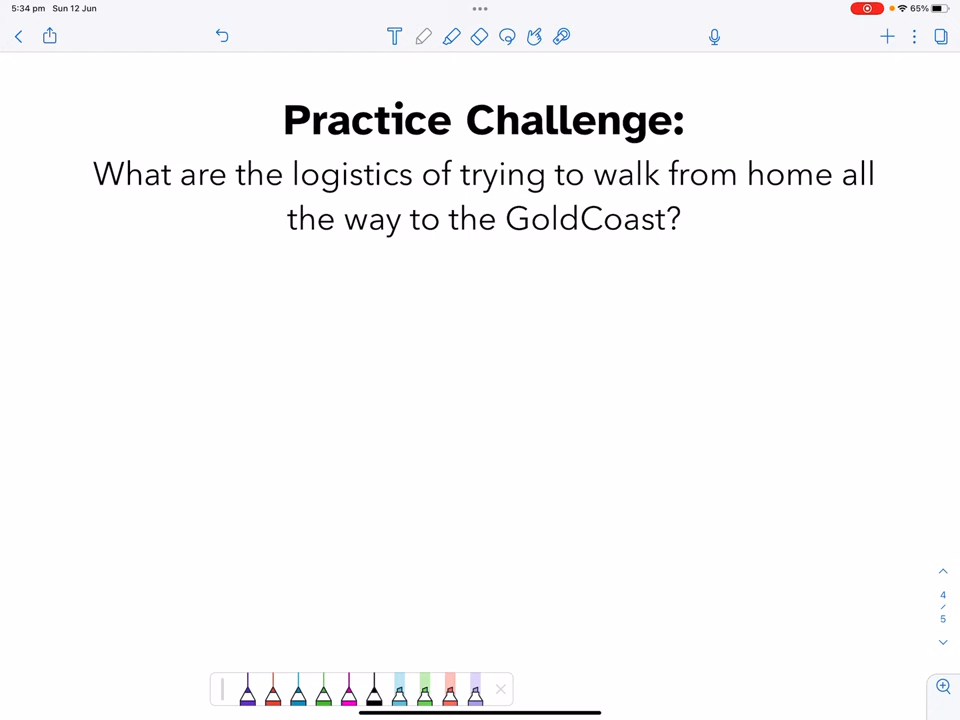 5:34 pm Sun 12 Jun
65%
T
Practice Challenge:
What are the logistics of trying to walk from home all
the way to the GoldCoast?
4
/
5